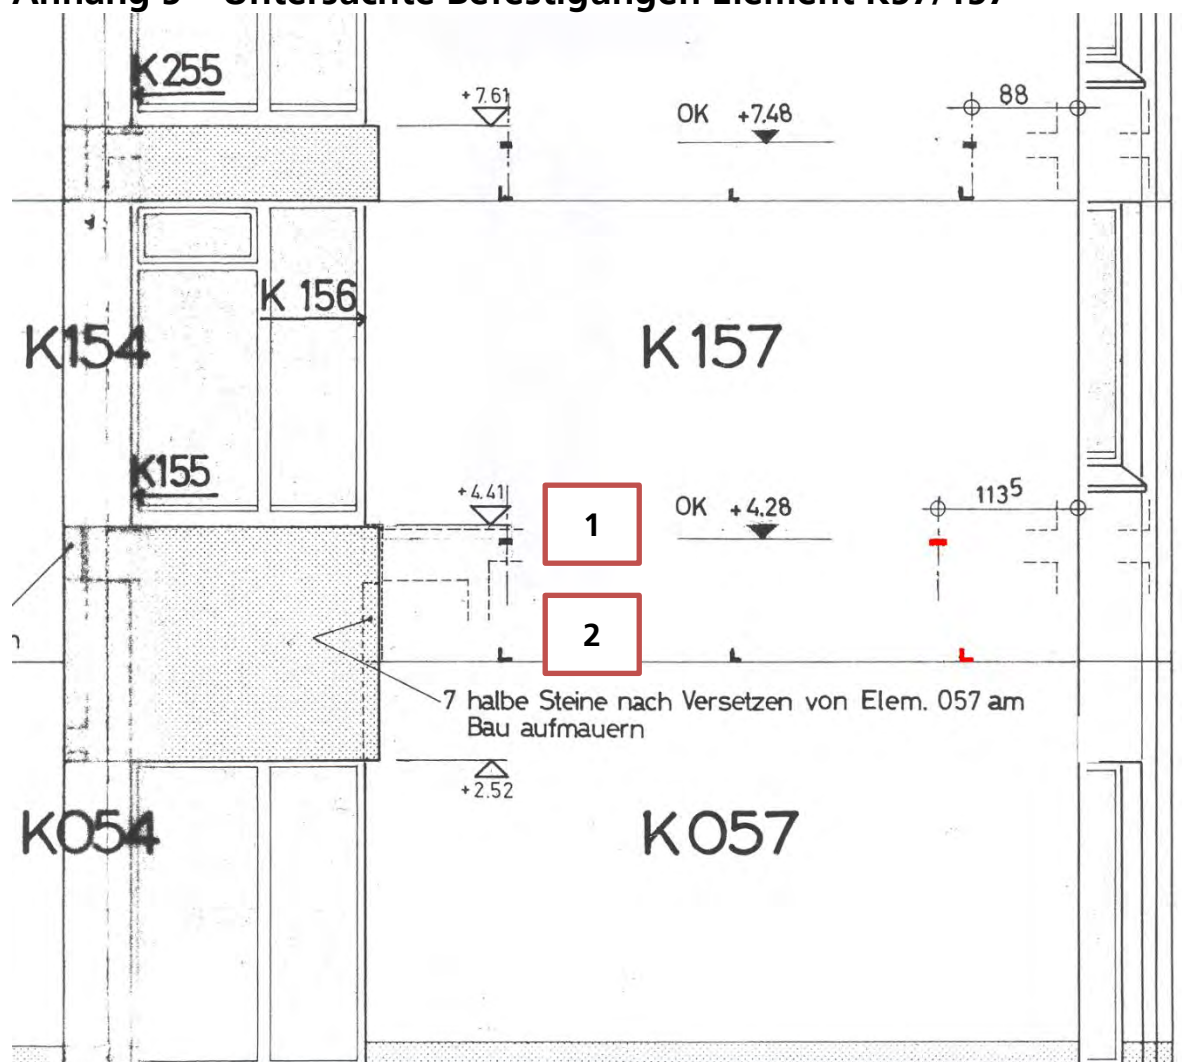 K255
+7.61
OK +7.48
88
K 156
K154
K157
K155
+4.41
1
OK +4.28
113⁵
2
7 halbe Steine nach Versetzen von Elem. 057 am
Bau aufmauern
+2.52
K054
K057